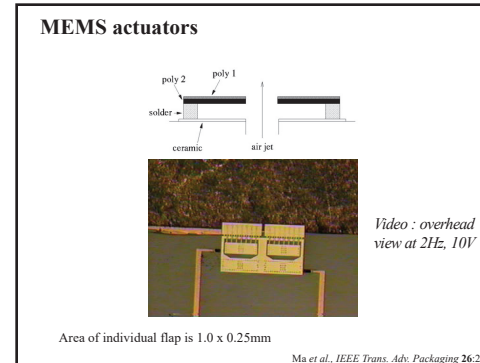 MEMS actuators
poly 1
poly 2
solder
ceramic
air jet
Video : overhead
view at 2Hz, 10V
Area of individual flap is 1.0 x 0.25mm
Ma et al., IEEE Trans. Adv. Packaging 26:2